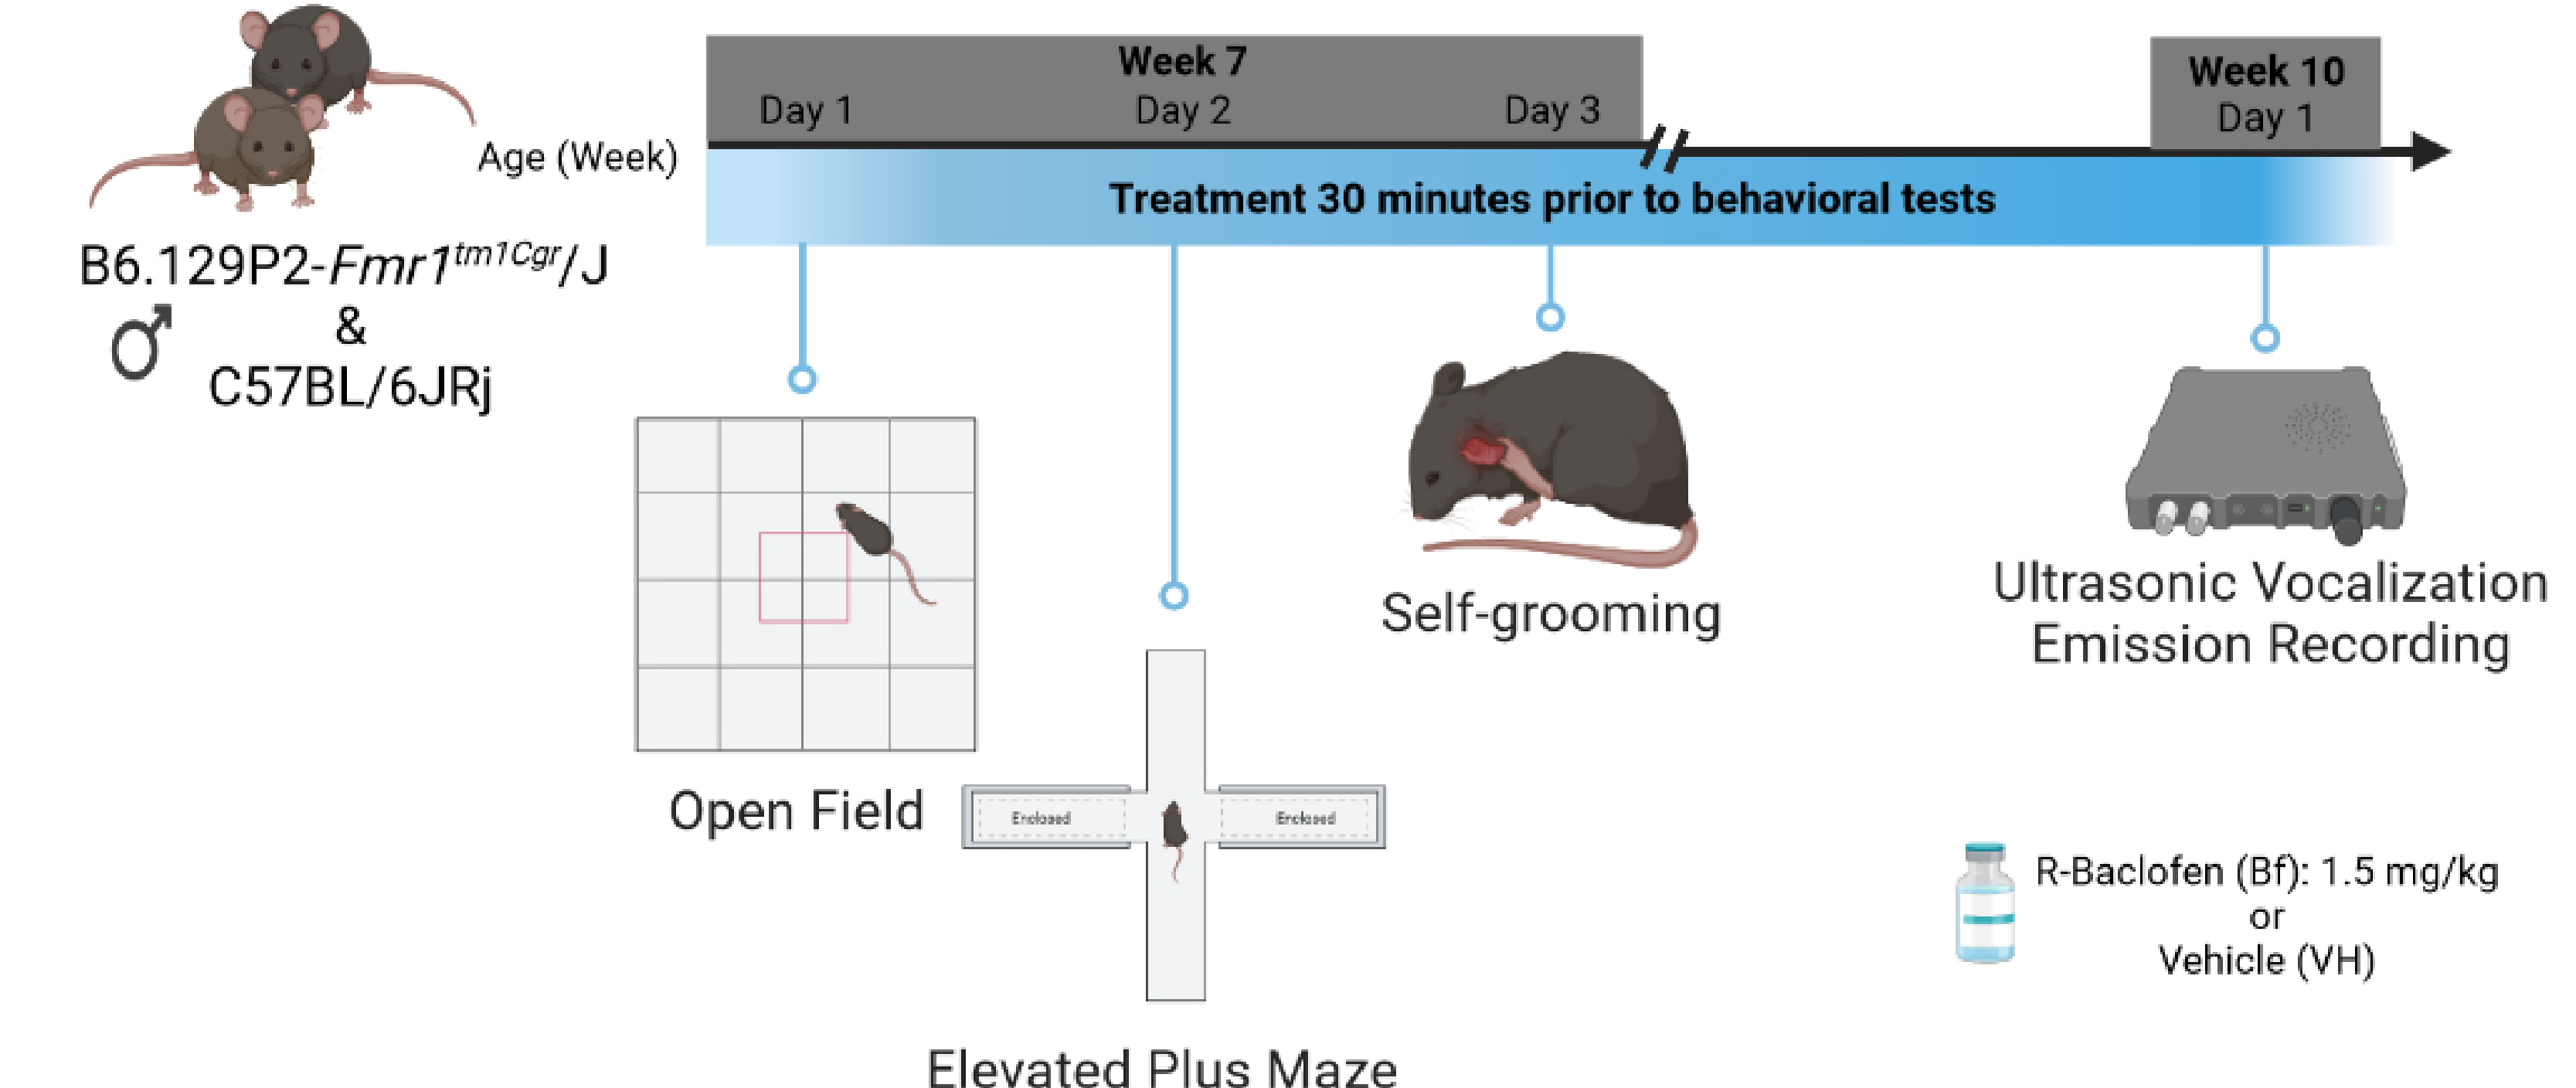 Week 7
Day 1
Day 2
Day 3
Week 10
Day 1
Age (Week)
Treatment 30 minutes prior to behavioral tests
B6.129P2-Fmr1tm1Cgr/J
&
C57BL/6JRj
Open Field
Enclosed
Enclosed
Elevated Plus Maze
Self-grooming
Ultrasonic Vocalization
Emission Recording
R-Baclofen (Bf): 1.5 mg/kg
or
Vehicle (VH)